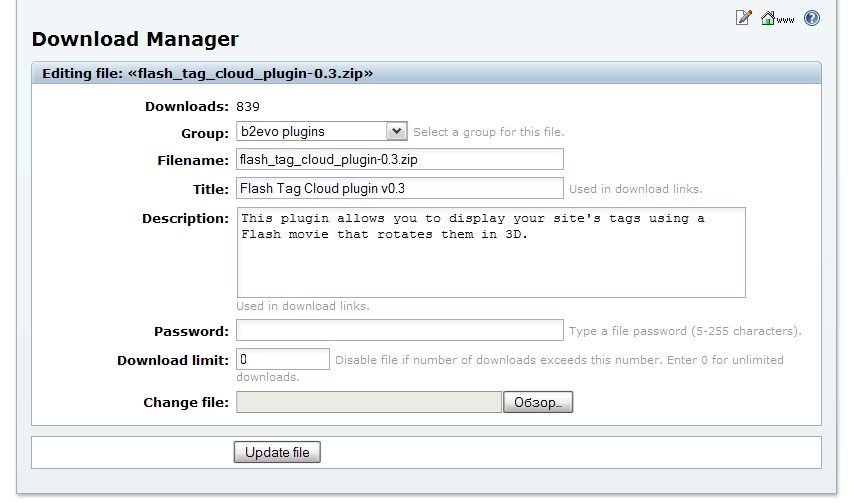 www
Download Manager
Editing file: «flash_tag_cloud_plugin-0.3.zip»
Downloads: 839
Group: b2evo plugins Select a group for this file.
Filename: flash_tag_cloud_plugin-0.3.zip
Title: Flash Tag Cloud plugin v0.3 Used in download links.
Description: This plugin allows you to display your site's tags using a
Flash movie that rotates them in 3D.
Used in download links.
Password: Type a file password (5-255 characters).
Download limit: 0 Disable file if number of downloads exceeds this number. Enter 0 for unlimited
downloads.
Change file: Обзор...
Update file